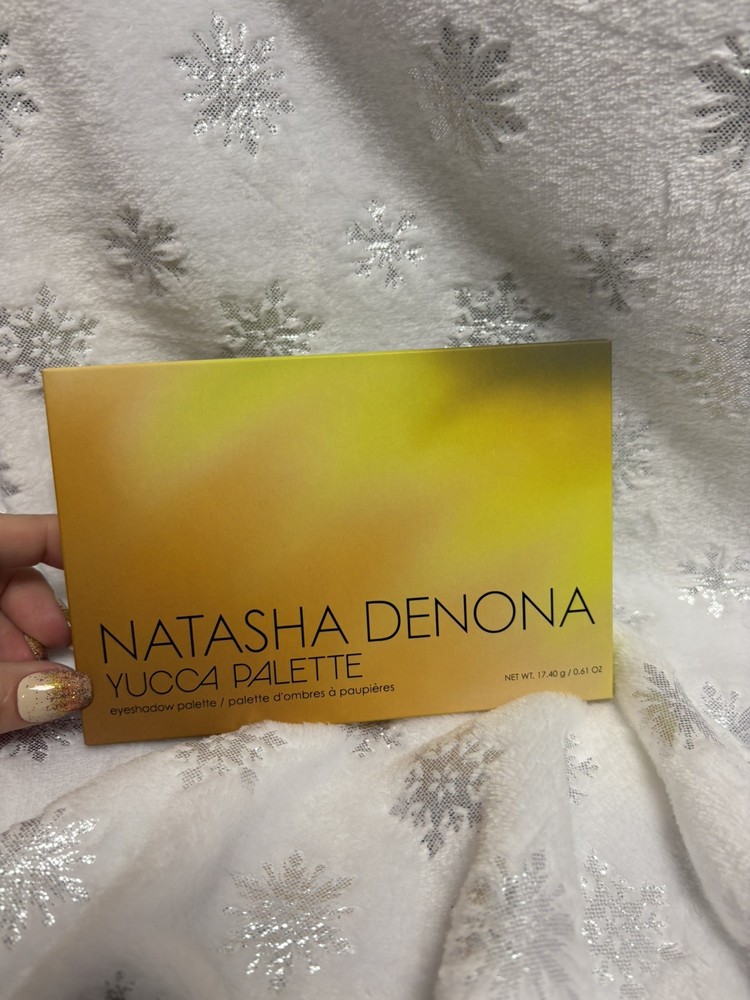 NATASHA DENONA
YUCCA PALETTE
eyeshadow palette / palette d'ombres à paupières
NET WT. 17.40 g / 0.61 OZ